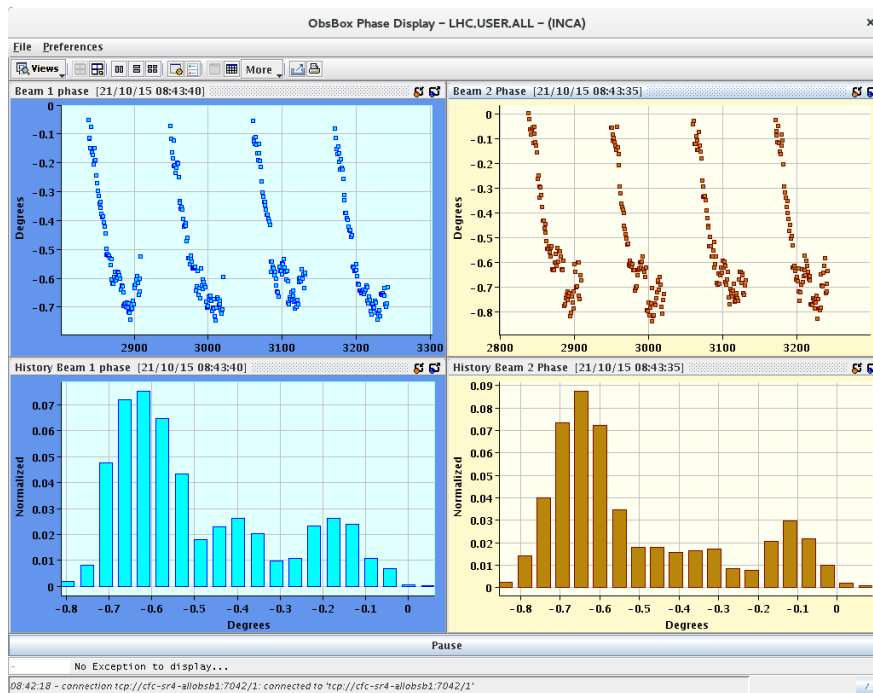 ObsBox Phase Display - LHC.USER.ALL - (INCA)
File Preferences
Views More
Beam 1 phase [21/10/15 08:43:40]
Degrees
0
-0.1
-0.2
-0.3
-0.4
-0.5
-0.6
-0.7
2900 3000 3100 3200 3300
Beam 2 Phase [21/10/15 08:43:35]
Degrees
0
-0.1
-0.2
-0.3
-0.4
-0.5
-0.6
-0.7
-0.8
2800 2900 3000 3100 3200
History Beam 1 phase [21/10/15 08:43:40]
Normalized
0.07
0.06
0.05
0.04
0.03
0.02
0.01
0
-0.8 -0.7 -0.6 -0.5 -0.4 -0.3 -0.2 -0.1 0
Degrees
History Beam 2 Phase [21/10/15 08:43:35]
Normalized
0.09
0.08
0.07
0.06
0.05
0.04
0.03
0.02
0.01
0
-0.8 -0.7 -0.6 -0.5 -0.4 -0.3 -0.2 -0.1 0
Degrees
Pause
- No Exception to display...
08:42:18 - connection tcp://cfc-sr4-allobsb1:7042/1: connected to 'tcp://cfc-sr4-allobsb1:7042/1'